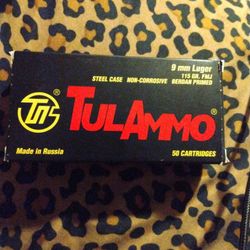 9 mm Luger
115 GR. FMJ
STEEL CASE NON-CORROSIVE BERDAN PRIMED
TULAMMO®
Made in Russia
50 CARTRIDGES